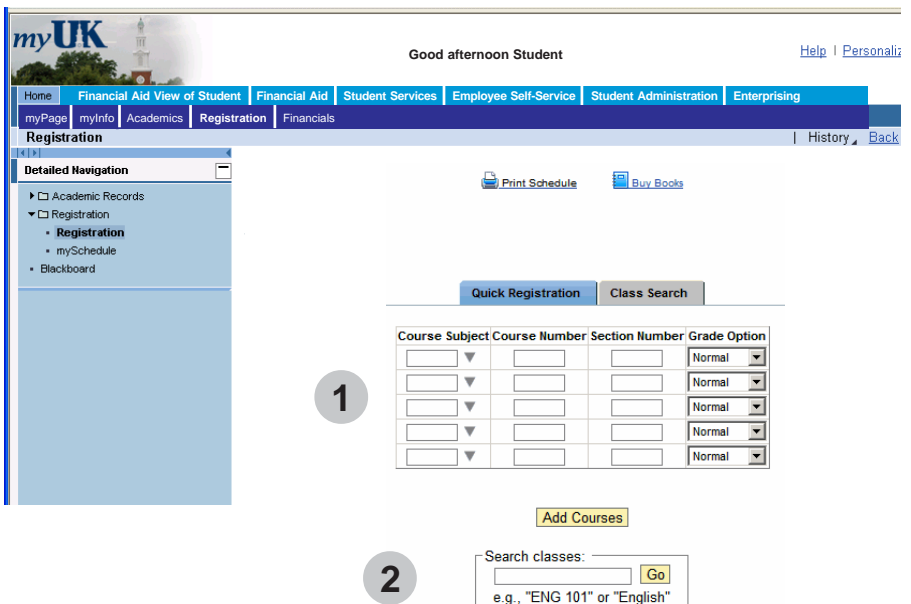 myUK
Good afternoon Student
Help | Personaliz
Home Financial Aid View of Student Financial Aid Student Services Employee Self-Service Student Administration Enterprising
myPage myInfo Academics Registration Financials
Registration | History Back
Detailed Navigation
Academic Records
Registration
Registration
mySchedule
Blackboard
Print Schedule Buy Books
Quick Registration Class Search
Course Subject Course Number Section Number Grade Option
Normal
Normal
Normal
Normal
Normal
1
Add Courses
2
Search classes:
Go
e.g., "ENG 101" or "English"